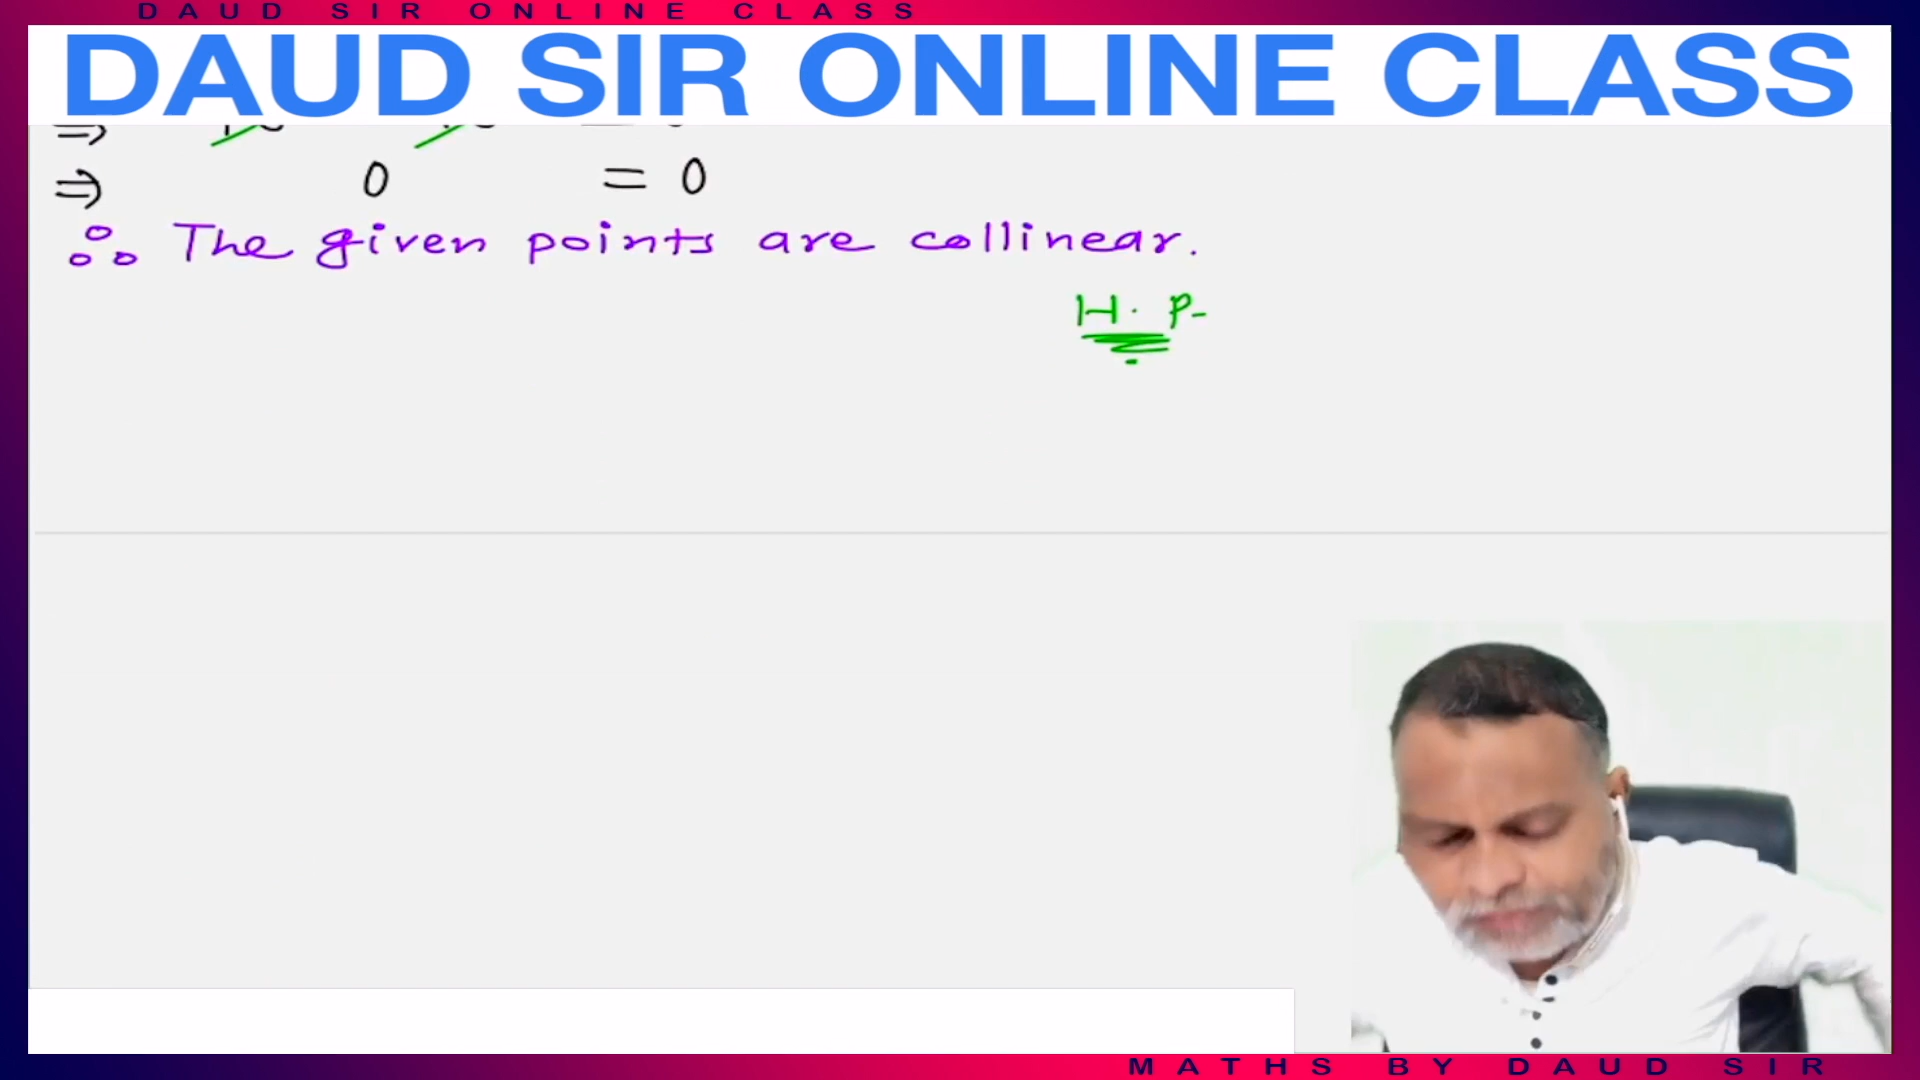 DAUD SIR ONLINE CLASS
DAUD SIR ONLINE CLASS
⇒ 0 = 0
∴ The given points are collinear.
H. P-
MATHS BY DAUD SIR